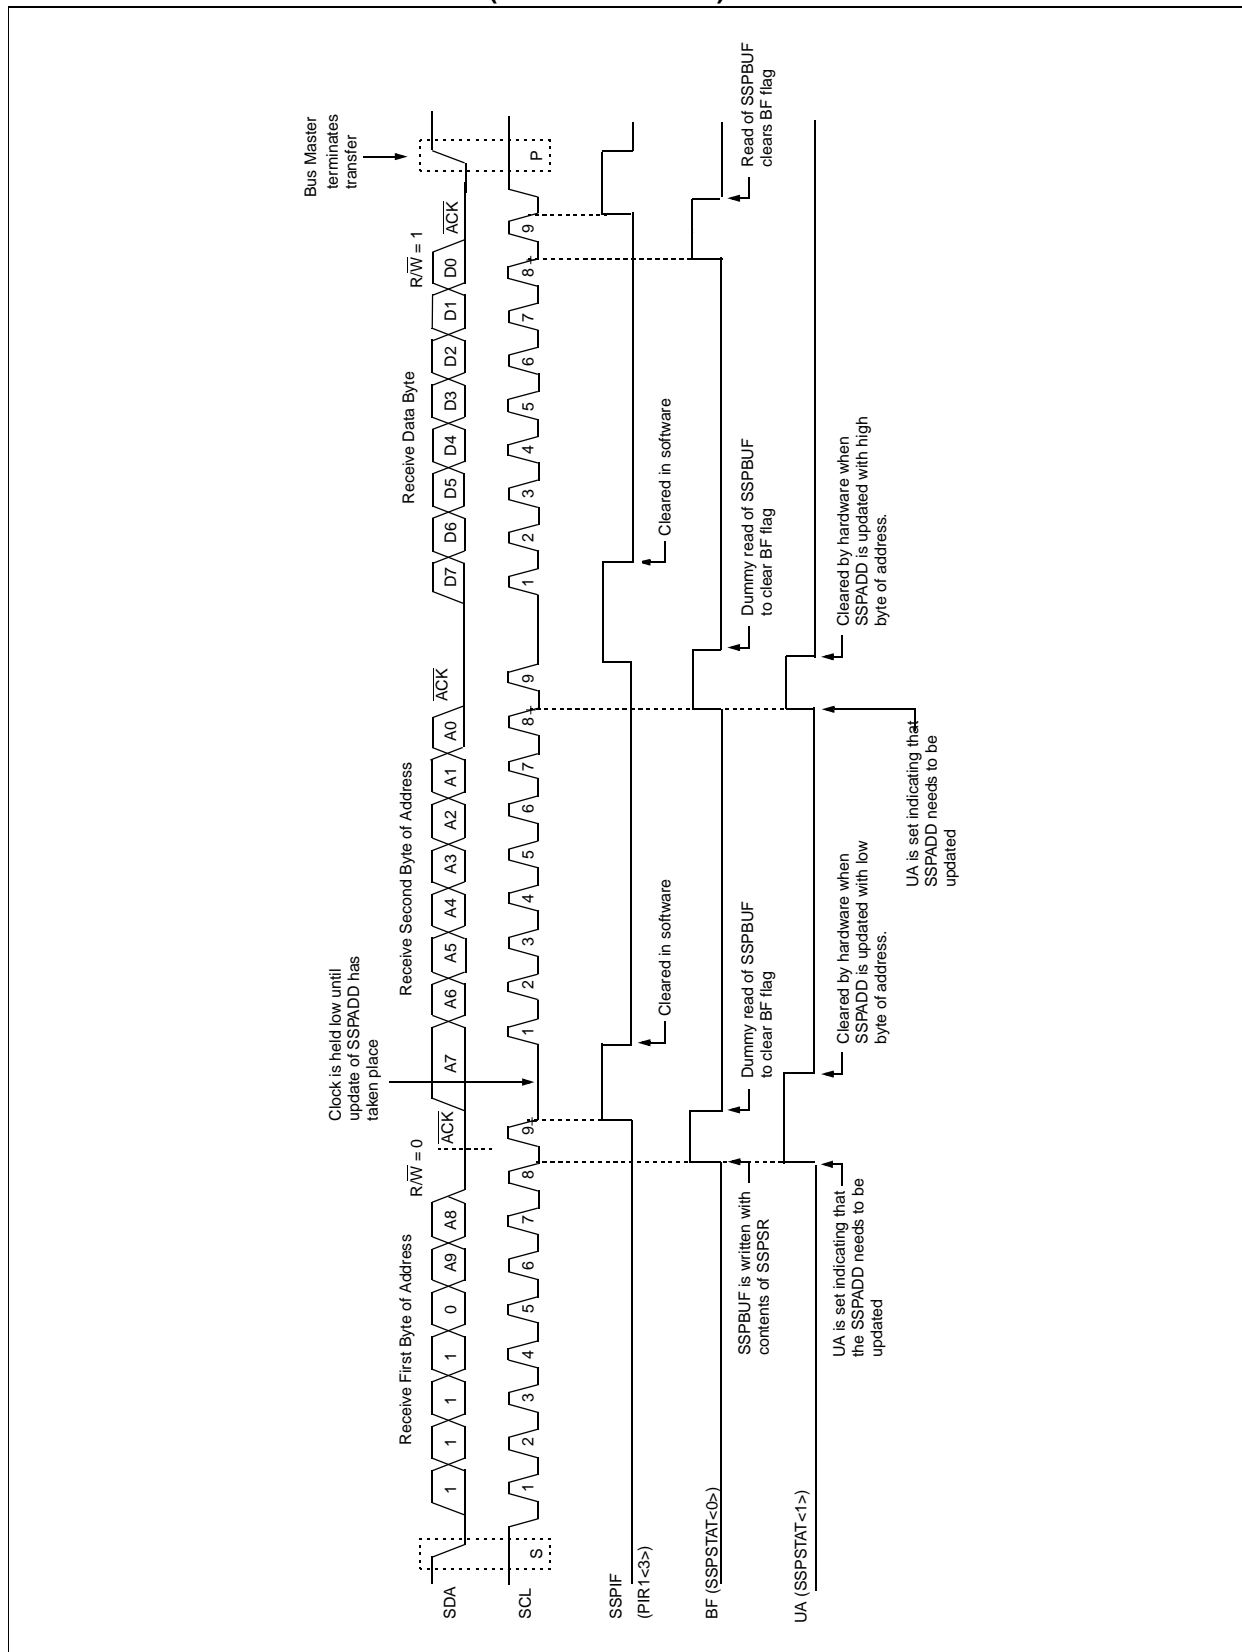 Bus Master
terminates
transfer
Clock is held low until
update of SSPADD has
taken place
Receive First Byte of Address
R/W = 0
Receive Second Byte of Address
Receive Data Byte
R/W = 1
SDA
1 1 1 1 0 A9 A8 ACK A7 A6 A5 A4 A3 A2 A1 A0 ACK D7 D6 D5 D4 D3 D2 D1 D0 ACK
SCL
S 1 2 3 4 5 6 7 8 9 1 2 3 4 5 6 7 8 9 1 2 3 4 5 6 7 8 9 P
SSPIF
(PIR1<3>)
Cleared in software
Cleared in software
BF (SSPSTAT<0>)
SSPBUF is written with
contents of SSPSR
Dummy read of SSPBUF
to clear BF flag
Dummy read of SSPBUF
to clear BF flag
Read of SSPBUF
clears BF flag
UA (SSPSTAT<1>)
UA is set indicating that
the SSPADD needs to be
updated
Cleared by hardware when
SSPADD is updated with low
byte of address.
UA is set indicating that
SSPADD needs to be
updated
Cleared by hardware when
SSPADD is updated with high
byte of address.